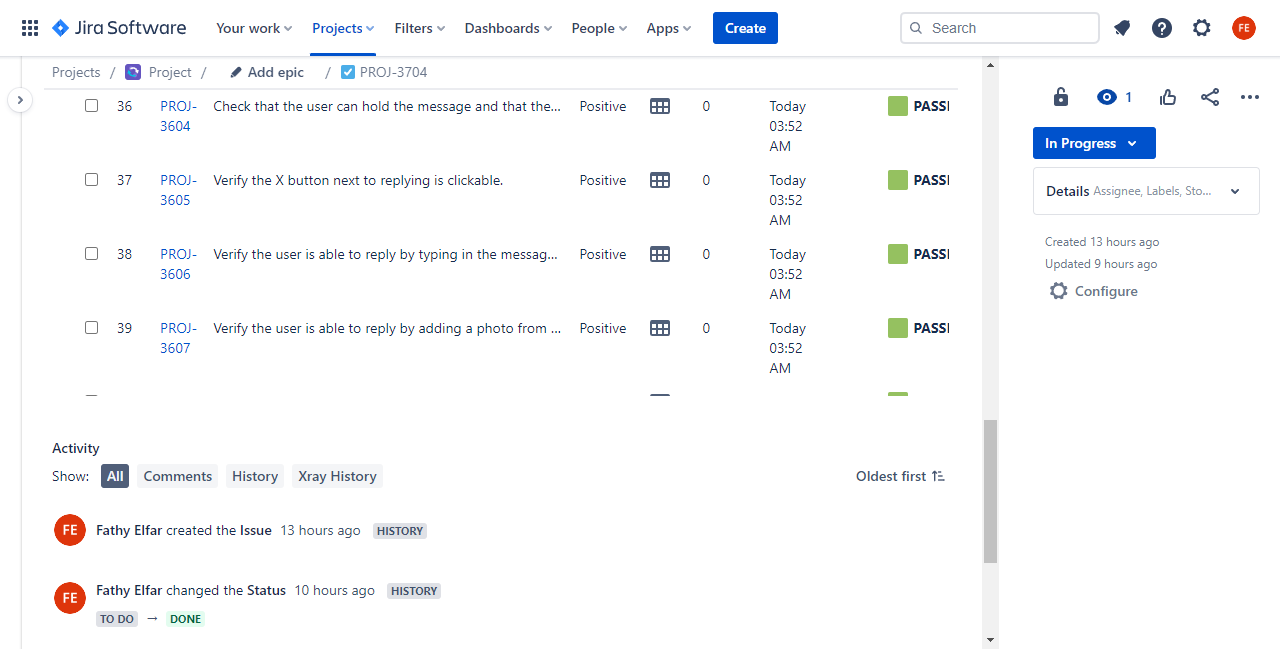 Jira Software Your work Projects Filters Dashboards People Apps Create Search FE
Projects / Project / Add epic / PROJ-3704
36 PROJ-3604 Check that the user can hold the message and that the... Positive 0 Today 03:52 AM PASSI
37 PROJ-3605 Verify the X button next to replying is clickable. Positive 0 Today 03:52 AM PASSI
38 PROJ-3606 Verify the user is able to reply by typing in the messag... Positive 0 Today 03:52 AM PASSI
39 PROJ-3607 Verify the user is able to reply by adding a photo from ... Positive 0 Today 03:52 AM PASSI
Activity
Show: All Comments History Xray History Oldest first
FE Fathy Elfar created the Issue 13 hours ago HISTORY
FE Fathy Elfar changed the Status 10 hours ago HISTORY
TO DO → DONE
1
In Progress
Details Assignee, Labels, Sto...
Created 13 hours ago
Updated 9 hours ago
Configure